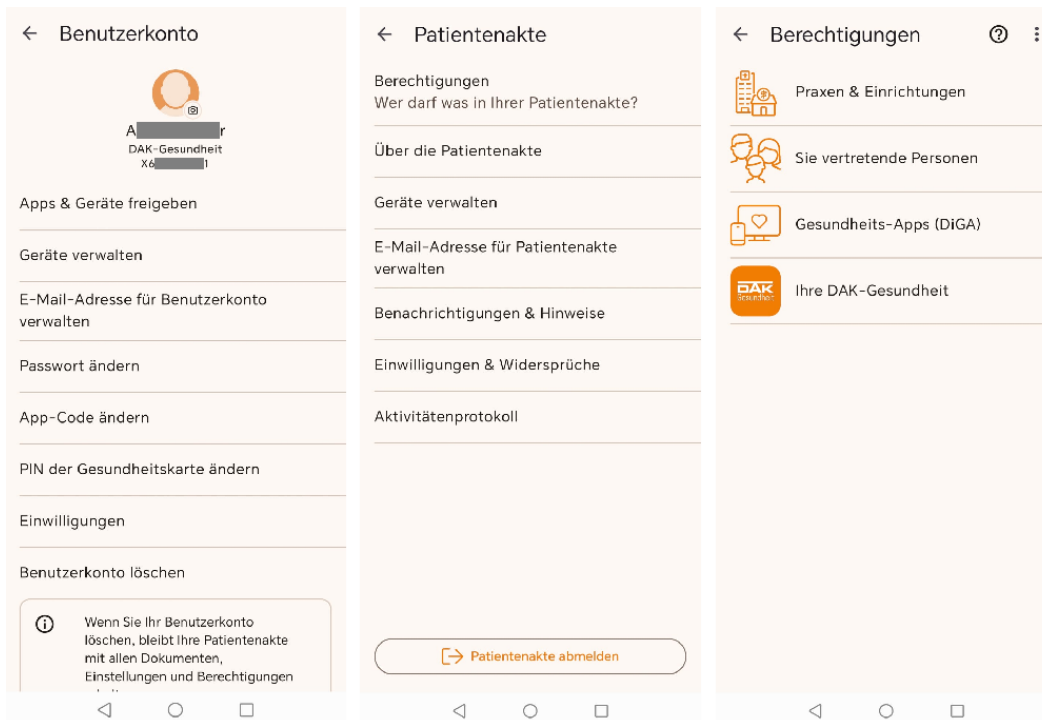 Benutzerkonto
A r
DAK-Gesundheit
X6 1
Apps & Geräte freigeben
Geräte verwalten
E-Mail-Adresse für Benutzerkonto
verwalten
Passwort ändern
App-Code ändern
PIN der Gesundheitskarte ändern
Einwilligungen
Benutzerkonto löschen
Wenn Sie Ihr Benutzerkonto
löschen, bleibt Ihre Patientenakte
mit allen Dokumenten,
Einstellungen und Berechtigungen
Patientenakte
Berechtigungen
Wer darf was in Ihrer Patientenakte?
Über die Patientenakte
Geräte verwalten
E-Mail-Adresse für Patientenakte
verwalten
Benachrichtigungen & Hinweise
Einwilligungen & Widersprüche
Aktivitätenprotokoll
Patientenakte abmelden
Berechtigungen
Praxen & Einrichtungen
Sie vertretende Personen
Gesundheits-Apps (DiGA)
DAK
Gesundheit
Ihre DAK-Gesundheit